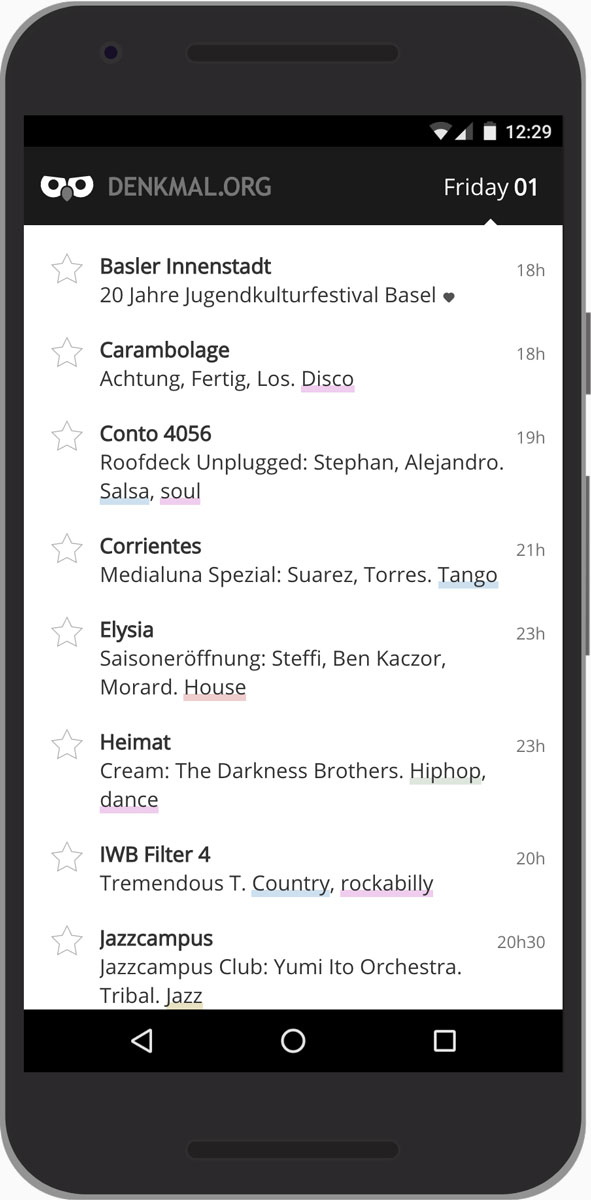 12:29
DENKMAL.ORG
Friday 01
Basler Innenstadt 18h
20 Jahre Jugendkulturfestival Basel ♥
Carambolage 18h
Achtung, Fertig, Los. Disco
Conto 4056 19h
Roofdeck Unplugged: Stephan, Alejandro.
Salsa, soul
Corrientes 21h
Medialuna Spezial: Suarez, Torres. Tango
Elysia 23h
Saisoneröffnung: Steffi, Ben Kaczor,
Morard. House
Heimat 23h
Cream: The Darkness Brothers. Hiphop,
dance
IWB Filter 4 20h
Tremendous T. Country, rockabilly
Jazzcampus 20h30
Jazzcampus Club: Yumi Ito Orchestra.
Tribal. Jazz